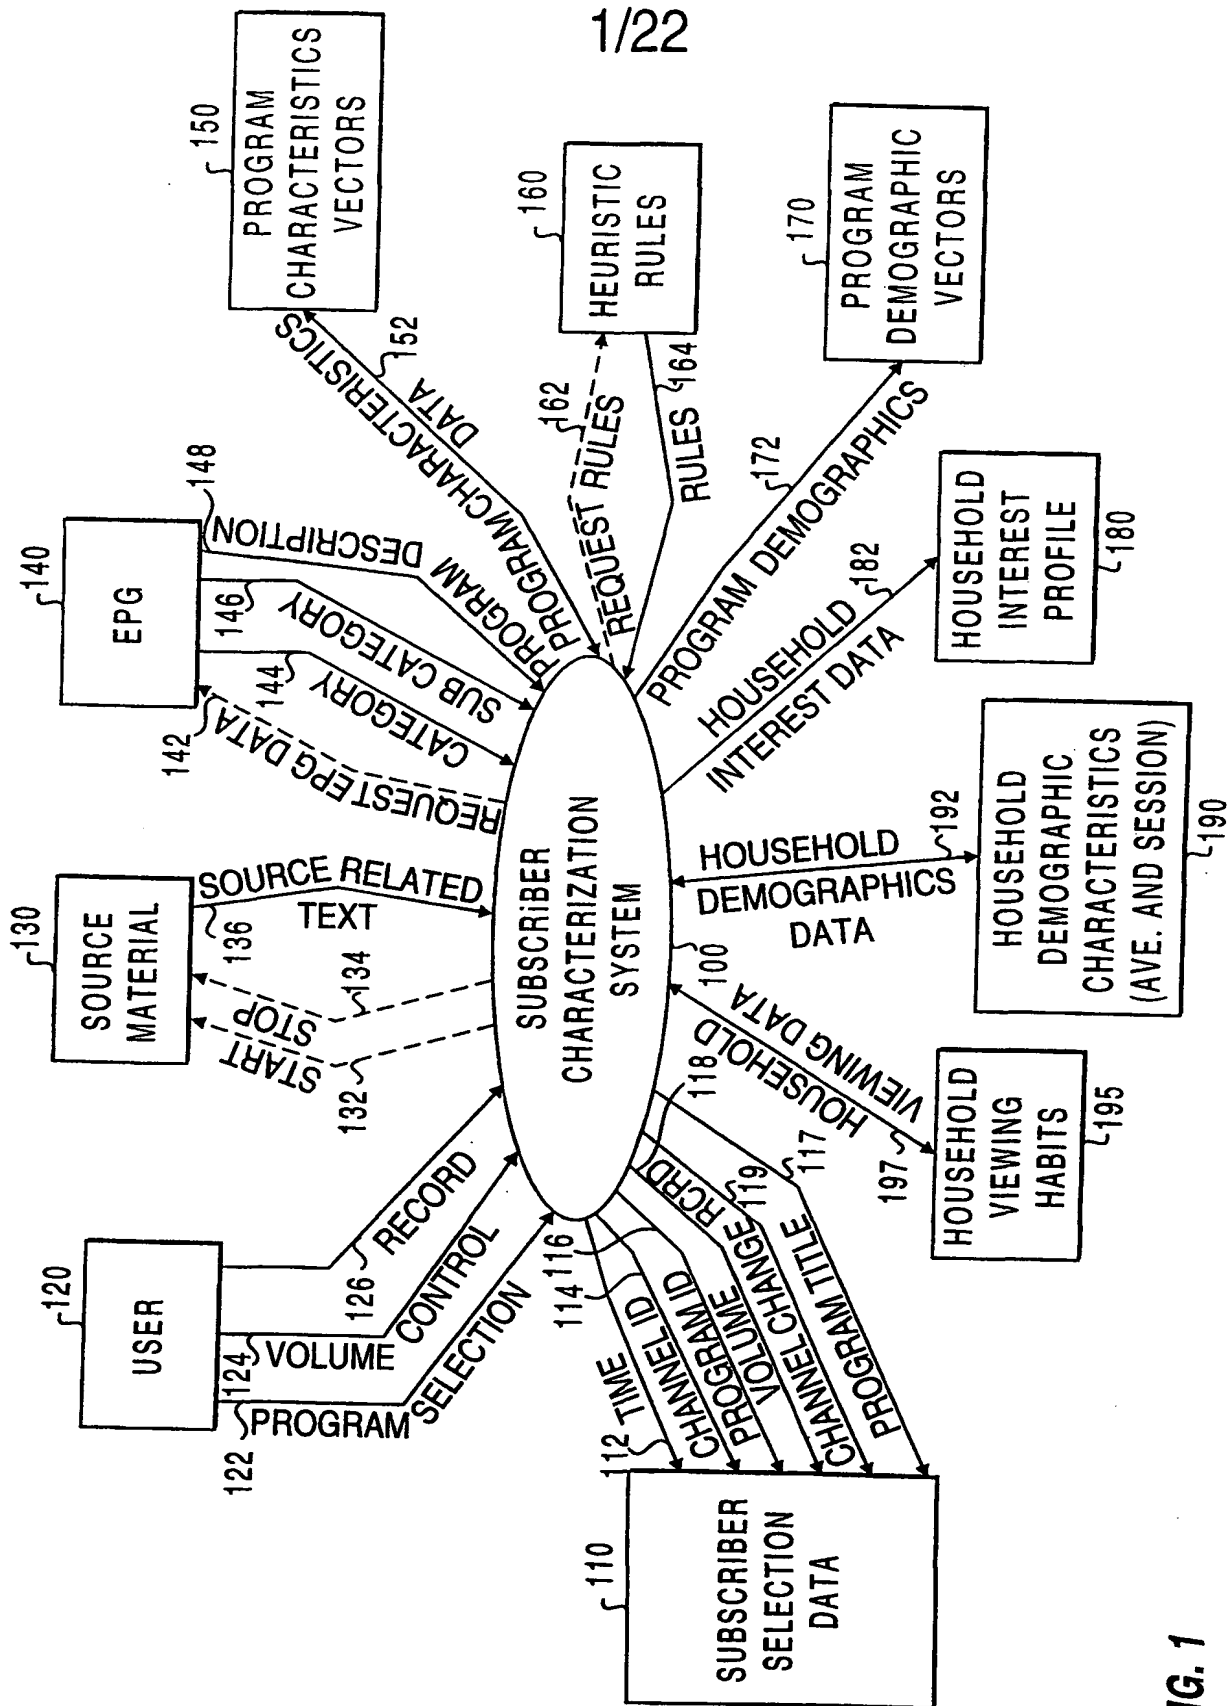 1/22
120
USER
122
PROGRAM
SELECTION
124
VOLUME
CONTROL
126
RECORD
130
SOURCE
MATERIAL
132
START
134
STOP
136
SOURCE RELATED
TEXT
140
EPG
142
REQUEST EPG DATA
144
CATEGORY
146
SUB CATEGORY
148
PROGRAM DESCRIPTION
150
PROGRAM
CHARACTERISTICS
VECTORS
152
PROGRAM CHARACTERISTICS
DATA
160
HEURISTIC
RULES
162
REQUEST RULES
164
RULES
170
PROGRAM
DEMOGRAPHIC
VECTORS
172
PROGRAM DEMOGRAPHICS
SUBSCRIBER
CHARACTERIZATION
SYSTEM
100
110
SUBSCRIBER
SELECTION
DATA
112
TIME
114
CHANNEL ID
116
PROGRAM ID
118
VOLUME
RCRD
119
CHANNEL CHANGE
117
PROGRAM TITLE
195
HOUSEHOLD
VIEWING
HABITS
197
HOUSEHOLD
VIEWING DATA
190
HOUSEHOLD
DEMOGRAPHIC
CHARACTERISTICS
(AVE. AND SESSION)
192
HOUSEHOLD
DEMOGRAPHICS
DATA
180
HOUSEHOLD
INTEREST
PROFILE
182
HOUSEHOLD
INTEREST DATA
IG. 1